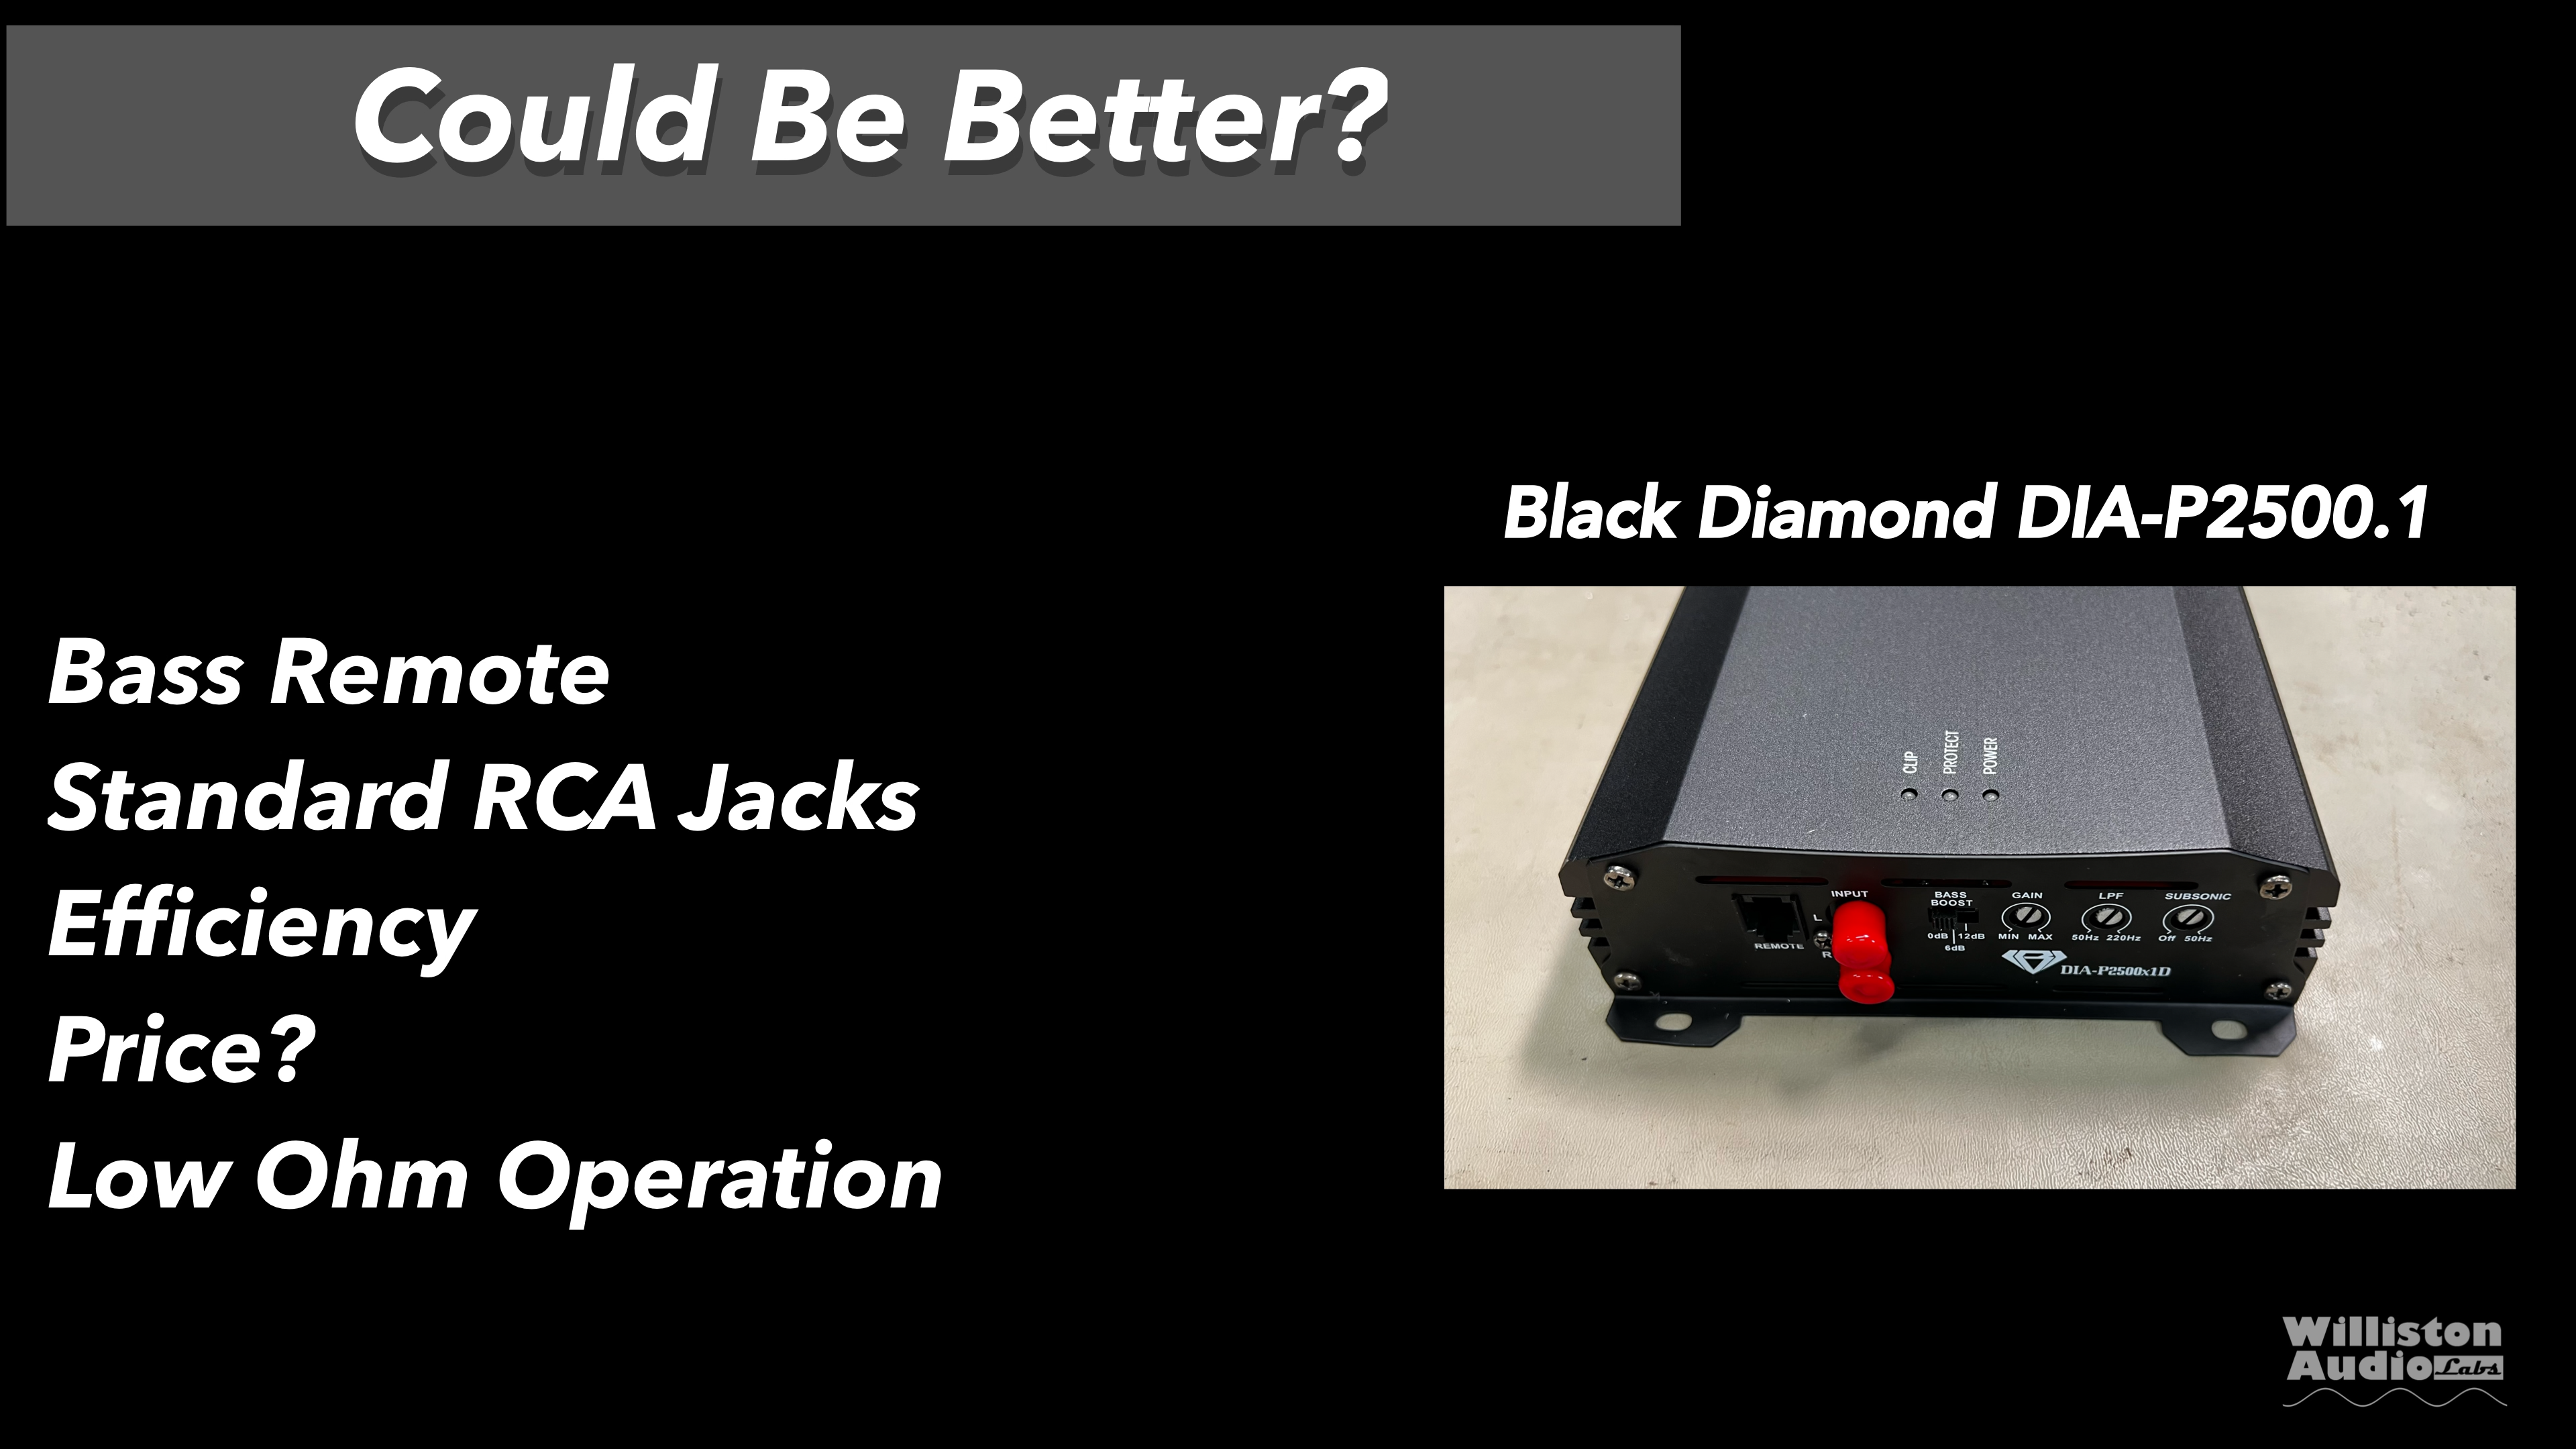 Could Be Better?
Black Diamond DIA-P2500.1
Bass Remote
Standard RCA Jacks
Efficiency
Price?
Low Ohm Operation
CLIP
PROTECT
POWER
REMOTE
INPUT
L
R
BASS
BOOST
0dB 12dB
6dB
GAIN
MIN MAX
LPF
50Hz 220Hz
SUBSONIC
Off 50Hz
DIA-P2500x1D
Williston
Audio Labs